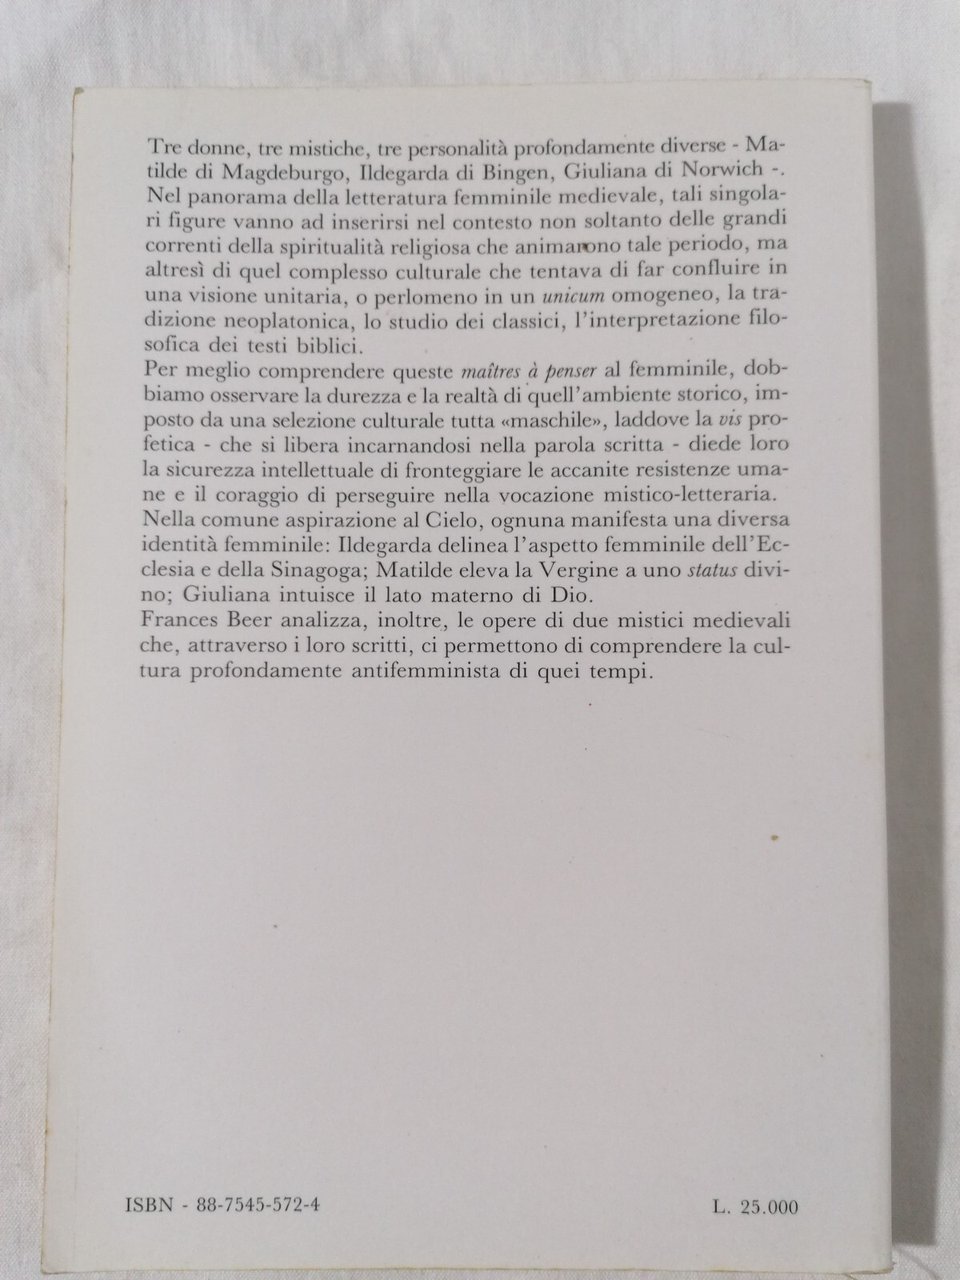 Tre donne, tre mistiche, tre personalità profondamente diverse - Ma-
tilde di Magdeburgo, Ildegarda di Bingen, Giuliana di Norwich -.
Nel panorama della letteratura femminile medievale, tali singola-
ri figure vanno ad inserirsi nel contesto non soltanto delle grandi
correnti della spiritualità religiosa che animarono tale periodo, ma
altresì di quel complesso culturale che tentava di far confluire in
una visione unitaria, o perlomeno in un unicum omogeneo, la tra-
dizione neoplatonica, lo studio dei classici, l'interpretazione filo-
sofica dei testi biblici.
Per meglio comprendere queste maîtres à penser al femminile, dob-
biamo osservare la durezza e la realtà di quell'ambiente storico, im-
posto da una selezione culturale tutta «maschile», laddove la vis pro-
fetica - che si libera incarnandosi nella parola scritta - diede loro
la sicurezza intellettuale di fronteggiare le accanite resistenze uma-
ne e il coraggio di perseguire nella vocazione mistico-letteraria.
Nella comune aspirazione al Cielo, ognuna manifesta una diversa
identità femminile: Ildegarda delinea l'aspetto femminile dell'Ec-
clesia e della Sinagoga; Matilde eleva la Vergine a uno status divi-
no; Giuliana intuisce il lato materno di Dio.
Frances Beer analizza, inoltre, le opere di due mistici medievali
che, attraverso i loro scritti, ci permettono di comprendere la cul-
tura profondamente antifemminista di quei tempi.
ISBN - 88-7545-572-4
L. 25.000